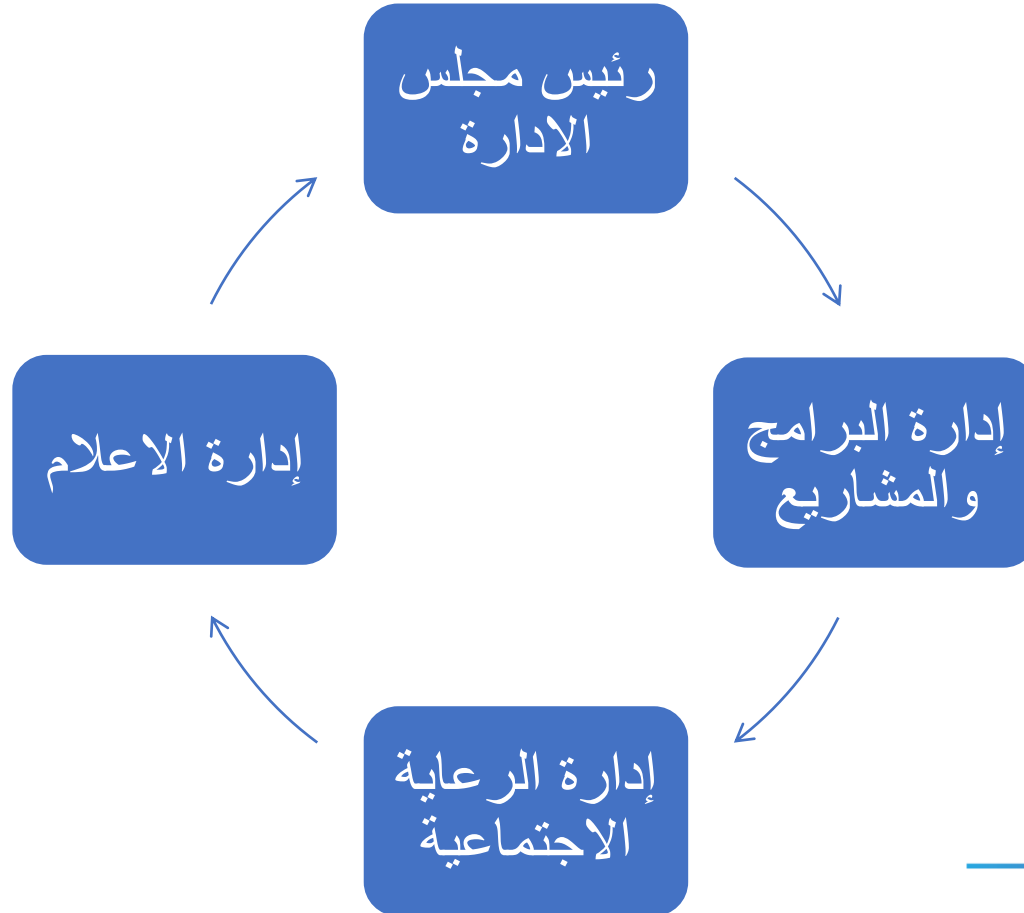 رئيس مجلس
الادارة
إدارة البرامج
والمشاريع
إدارة الرعاية
الاجتماعية
إدارة الاعلام